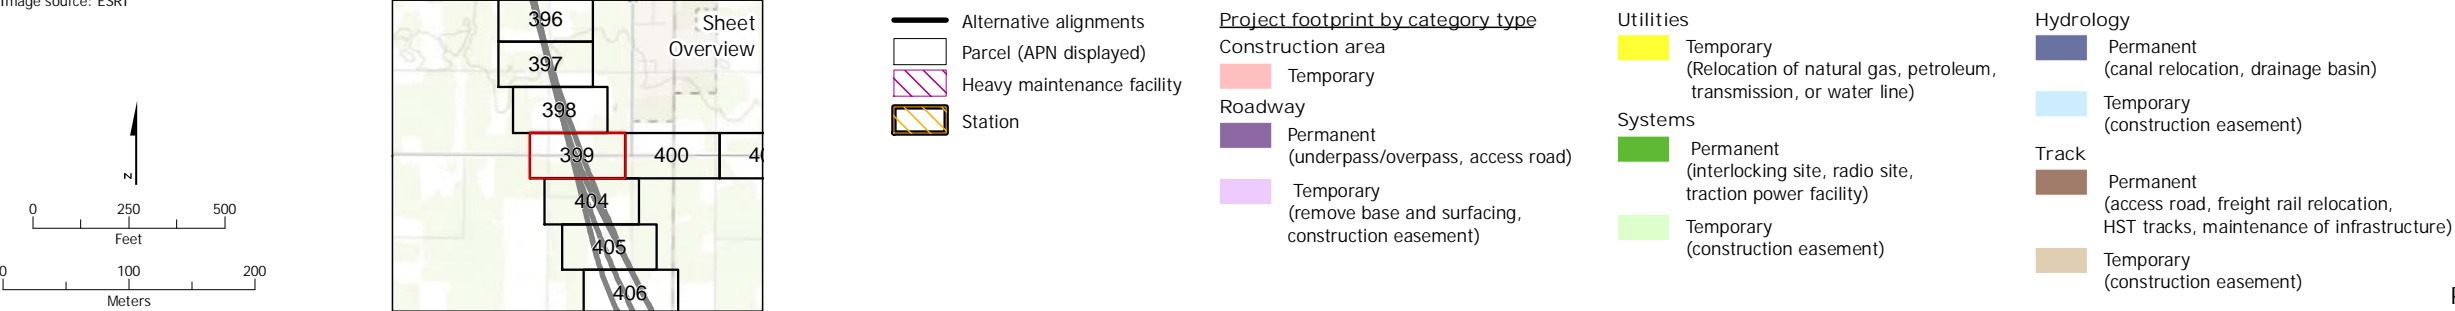 Image source: ESRI
N
0 250 500
Feet
0 100 200
Meters
Sheet
Overview
396
397
398
399
400
404
405
406
Alternative alignments
Parcel (APN displayed)
Heavy maintenance facility
Station
Project footprint by category type
Construction area
Temporary
Roadway
Permanent
(underpass/overpass, access road)
Temporary
(remove base and surfacing,
construction easement)
Utilities
Temporary
(Relocation of natural gas, petroleum,
transmission, or water line)
Systems
Permanent
(interlocking site, radio site,
traction power facility)
Temporary
(construction easement)
Hydrology
Permanent
(canal relocation, drainage basin)
Temporary
(construction easement)
Track
Permanent
(access road, freight rail relocation,
HST tracks, maintenance of infrastructure)
Temporary
(construction easement)